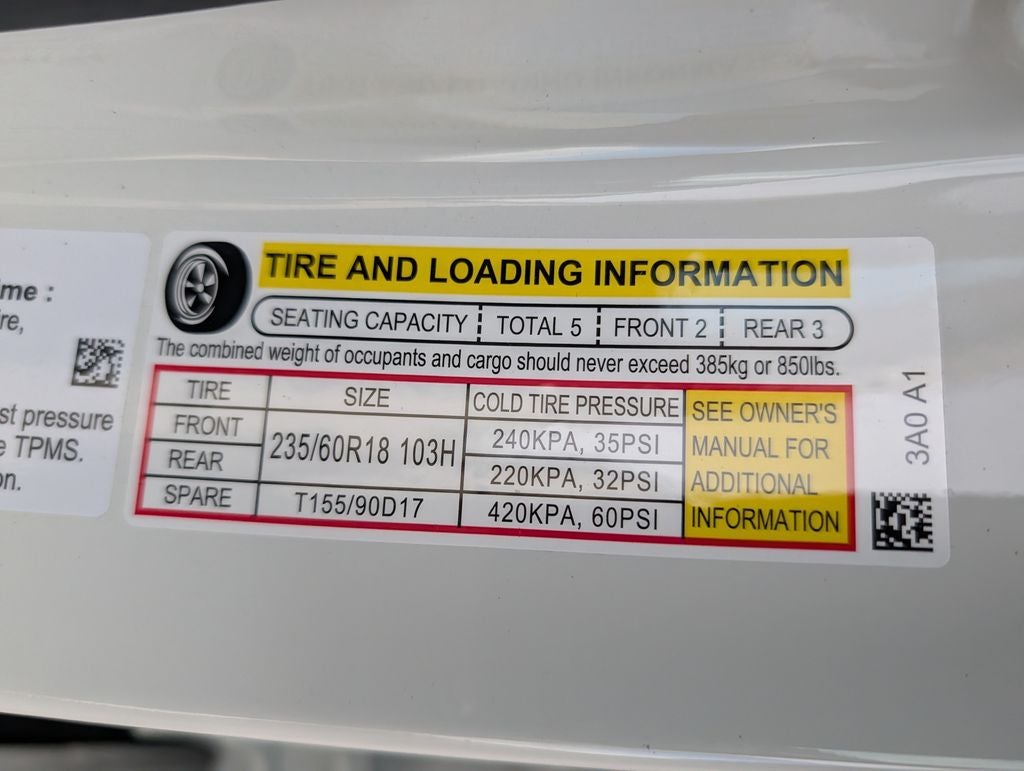 me :
re,
st pressure
e TPMS.
on.
TIRE AND LOADING INFORMATION
SEATING CAPACITY TOTAL 5 FRONT 2 REAR 3
The combined weight of occupants and cargo should never exceed 385kg or 850lbs.
TIRE SIZE COLD TIRE PRESSURE
FRONT 235/60R18 103H 240KPA, 35PSI
REAR 220KPA, 32PSI
SPARE T155/90D17 420KPA, 60PSI
SEE OWNER'S
MANUAL FOR
ADDITIONAL
INFORMATION
3A0 A1